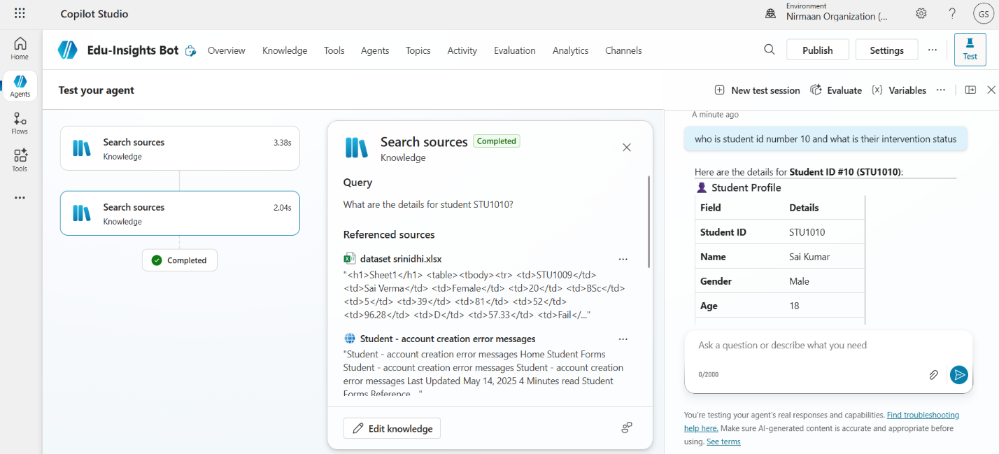 Copilot Studio
Environment
Nirmaan Organization (...
GS
Home
Agents
Flows
Tools
Edu-Insights Bot
Overview
Knowledge
Tools
Agents
Topics
Activity
Evaluation
Analytics
Channels
Publish
Settings
Test
Test your agent
New test session
Evaluate
Variables
Search sources
3.38s
Knowledge
Search sources
2.04s
Knowledge
Completed
Search sources
Completed
Knowledge
Query
What are the details for student STU1010?
Referenced sources
dataset srinidhi.xlsx
"<h1>Sheet1</h1> <table><tbody><tr> <td>STU1009</td>
<td>Sai Verma</td> <td>Female</td> <td>20</td> <td>BSc</td>
<td>5</td> <td>39</td> <td>81</td> <td>52</td>
<td>96.28</td> <td>D</td> <td>57.33</td> <td>Fail</..."
Student - account creation error messages
"Student - account creation error messages Home Student Forms
Student - account creation error messages Student - account creation
error messages Last Updated May 14, 2025 4 Minutes read Student
Forms Reference..."
Edit knowledge
A minute ago
who is student id number 10 and what is their intervention status
Here are the details for Student ID #10 (STU1010):
Student Profile
Field Details
Student ID STU1010
Name Sai Kumar
Gender Male
Age 18
Ask a question or describe what you need
0/2000
You're testing your agent's real responses and capabilities. Find troubleshooting
help here. Make sure AI-generated content is accurate and appropriate before
using. See terms